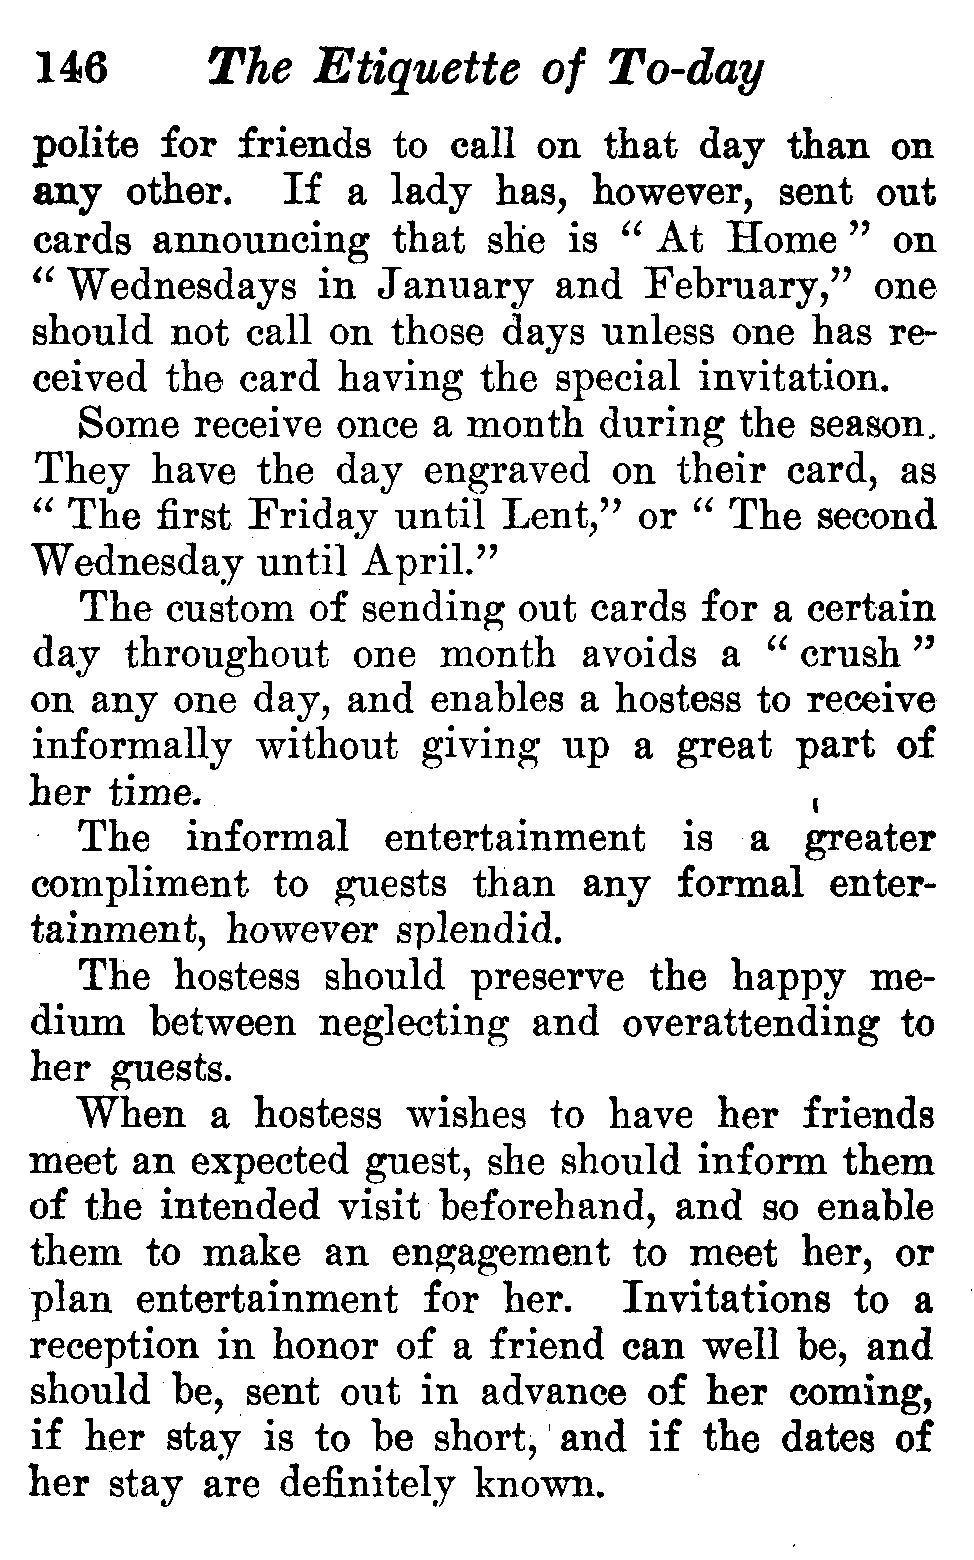 146 The Etiquette of To-day
polite for friends to call on that day than on
any other. If a lady has, however, sent out
cards announcing that she is “ At Home ” on
“ Wednesdays in January and February,” one
should not call on those days unless one has re-
ceived the card having the special invitation.
Some receive once a month during the season.
They have the day engraved on their card, as
“ The first Friday until Lent,” or “ The second
Wednesday until April.”
The custom of sending out cards for a certain
day throughout one month avoids a “ crush ”
on any one day, and enables a hostess to receive
informally without giving up a great part of
her time.
The informal entertainment is a greater
compliment to guests than any formal enter-
tainment, however splendid.
The hostess should preserve the happy me-
dium between neglecting and overattending to
her guests.
When a hostess wishes to have her friends
meet an expected guest, she should inform them
of the intended visit beforehand, and so enable
them to make an engagement to meet her, or
plan entertainment for her. Invitations to a
reception in honor of a friend can well be, and
should be, sent out in advance of her coming,
if her stay is to be short, and if the dates of
her stay are definitely known.